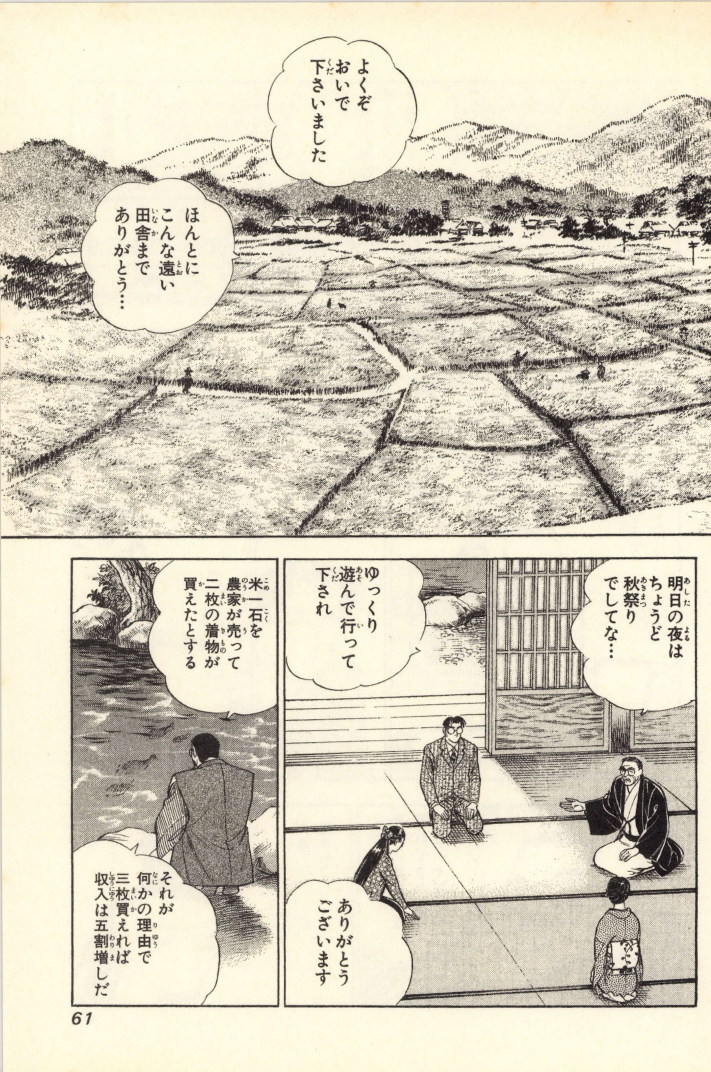 よくぞ
おいで
下さいました
ほんとに
こんな遠い
田舎まで
ありがとう…
明日の夜は
ちょうど
秋祭り
でしてな…
ゆっくり
遊んで行って
下され
ありがとう
ございます
米一石を
農家が売って
二枚の着物が
買えたとする
それが
何かの理由で
三枚買えれば
収入は五割増しだ
61